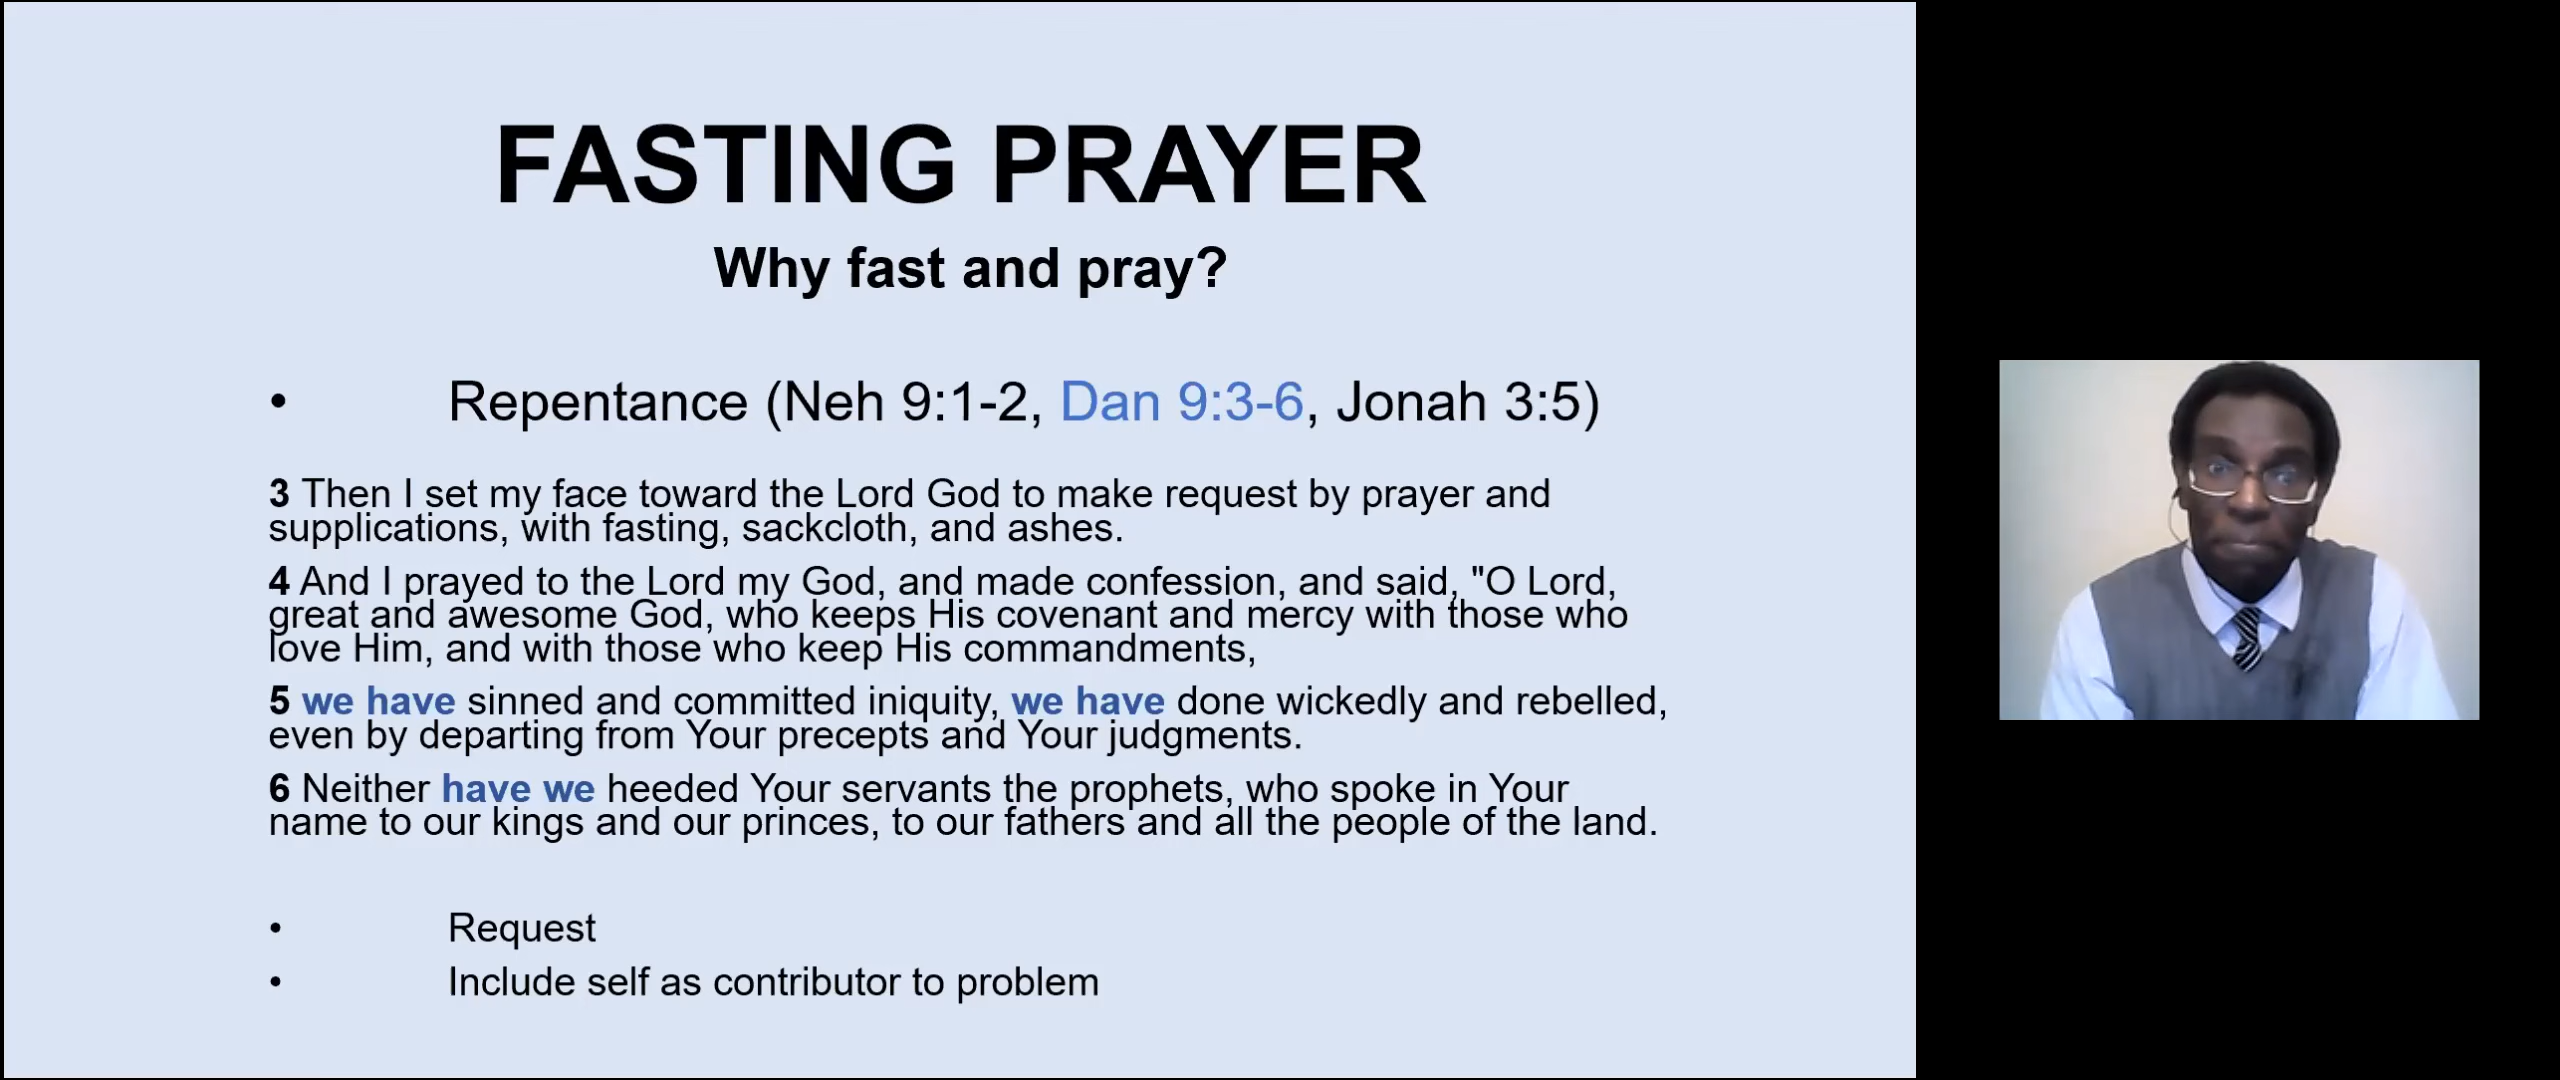 FASTING PRAYER
Why fast and pray?
• Repentance (Neh 9:1-2, Dan 9:3-6, Jonah 3:5)
3 Then I set my face toward the Lord God to make request by prayer and
supplications, with fasting, sackcloth, and ashes.
4 And I prayed to the Lord my God, and made confession, and said, "O Lord,
great and awesome God, who keeps His covenant and mercy with those who
love Him, and with those who keep His commandments,
5 we have sinned and committed iniquity, we have done wickedly and rebelled,
even by departing from Your precepts and Your judgments.
6 Neither have we heeded Your servants the prophets, who spoke in Your
name to our kings and our princes, to our fathers and all the people of the land.
• Request
• Include self as contributor to problem